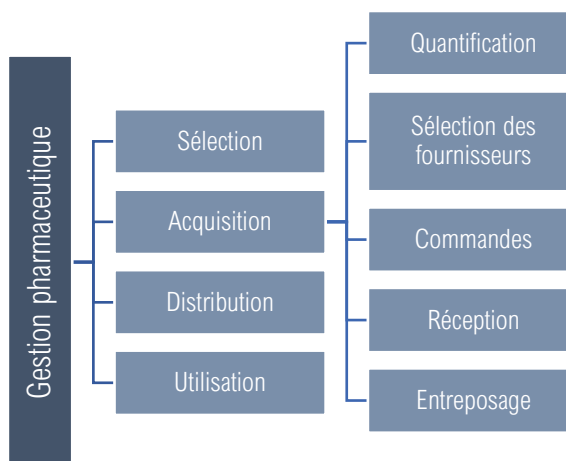 Gestion pharmaceutique
Sélection
Acquisition
Distribution
Utilisation
Quantification
Sélection des
fournisseurs
Commandes
Réception
Entreposage